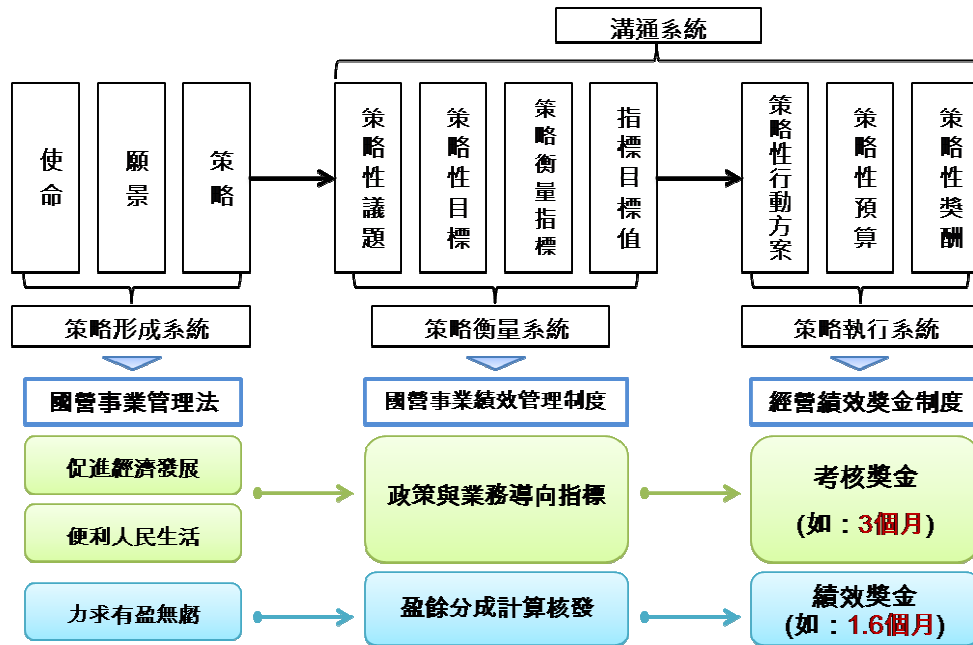 溝通系統
使命
願景
策略
策略性議題
策略性目標
策略衡量指標
指標目標值
策略性行動方案
策略性預算
策略性獎酬
策略形成系統
策略衡量系統
策略執行系統
國營事業管理法
國營事業績效管理制度
經營績效獎金制度
促進經濟發展
便利人民生活
政策與業務導向指標
考核獎金
(如：3個月)
力求有盈無虧
盈餘分成計算核發
績效獎金
(如：1.6個月)